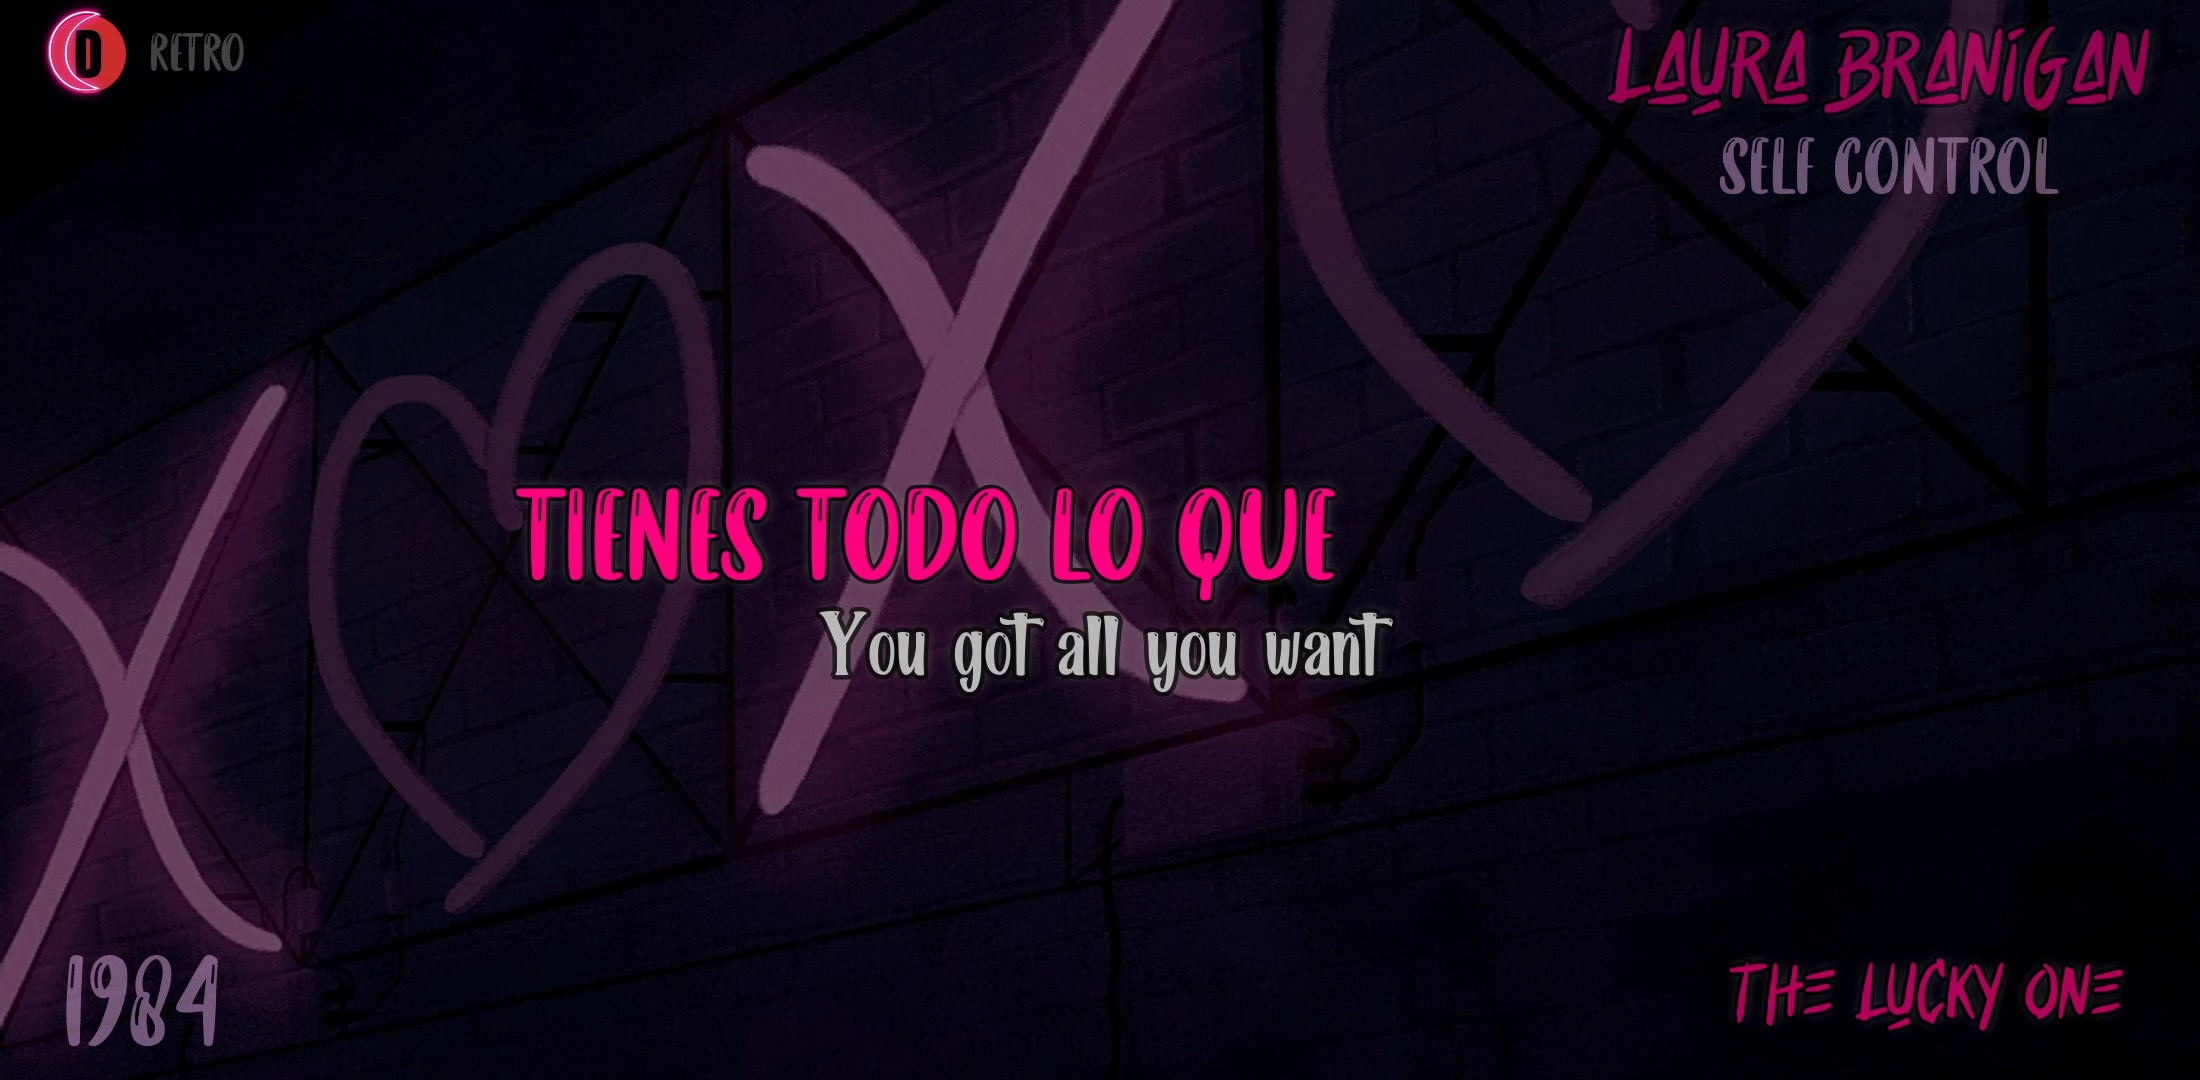 D RETRO
LAURA BRANIGAN
SELF CONTROL
TIENES TODO LO QUE
You got all you want
1984
THE LUCKY ONE